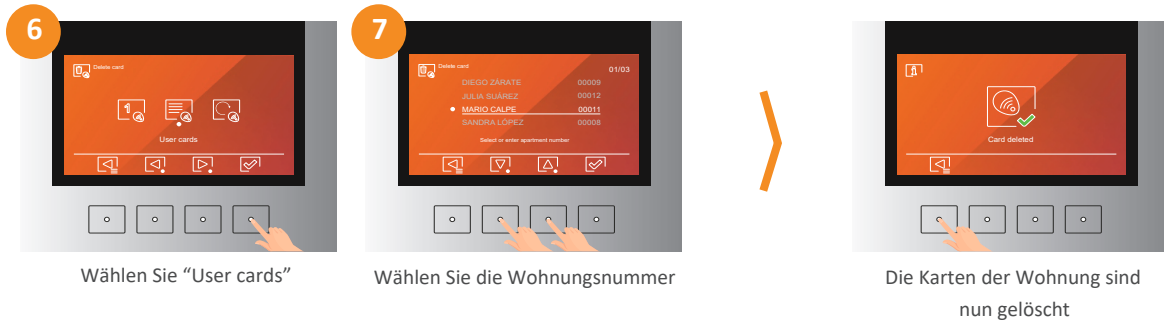 6
Delete card
1
User cards
Wählen Sie “User cards”
7
Delete card
01/03
DIEGO ZÁRATE 00009
JULIA SUÁREZ 00012
MARIO CALPE 00011
SANDRA LÓPEZ 00008
Select or enter apartment number
Wählen Sie die Wohnungsnummer
Card deleted
Die Karten der Wohnung sind
nun gelöscht